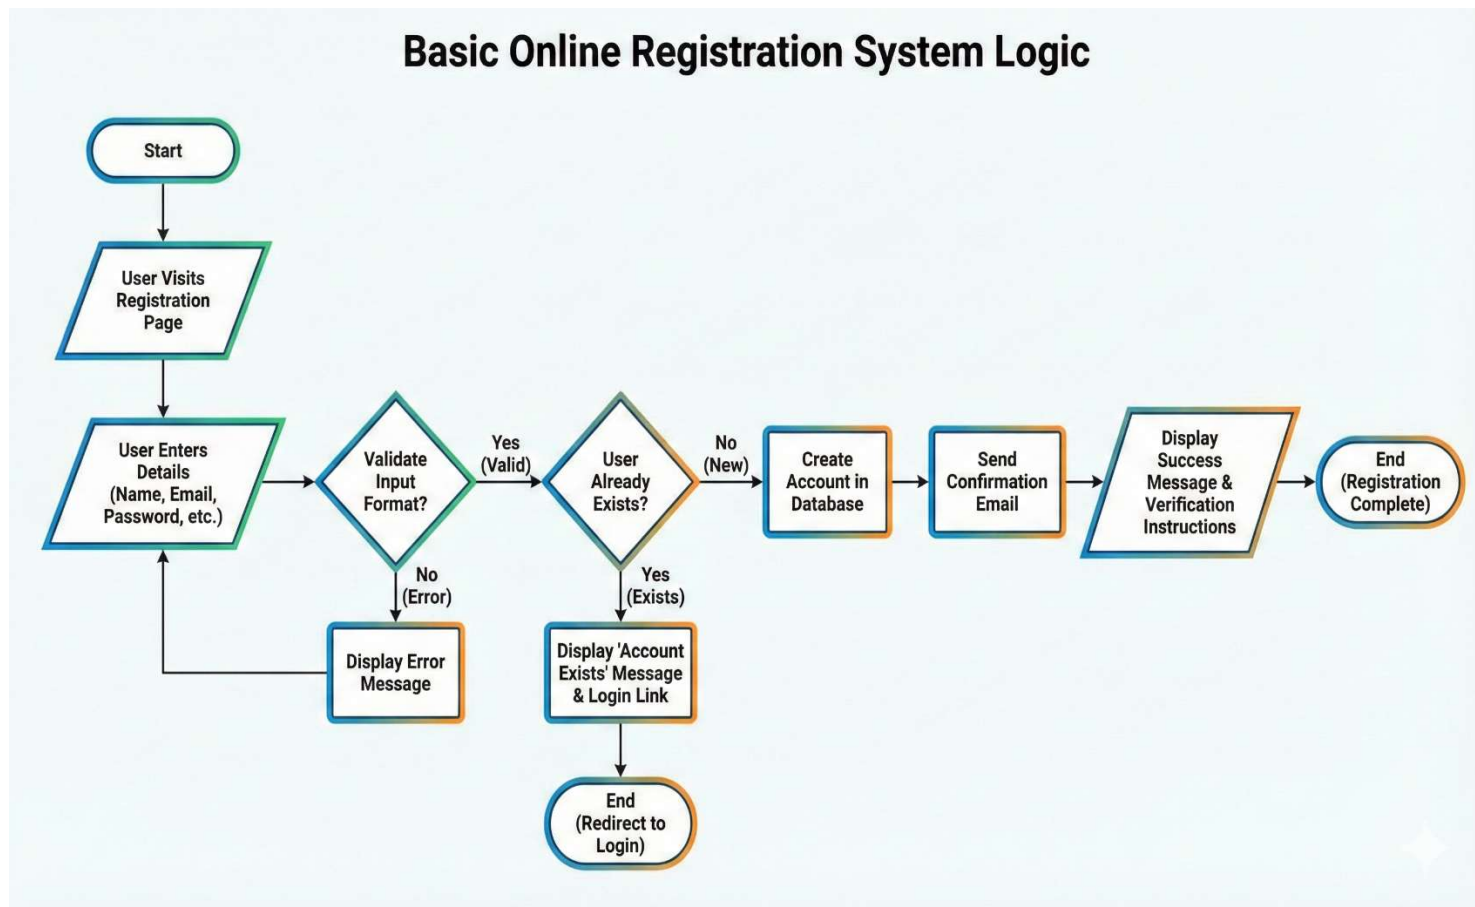 Basic Online Registration System Logic
Start
User Visits
Registration
Page
User Enters
Details
(Name, Email,
Password, etc.)
Validate
Input
Format?
Yes
(Valid)
User
Already
Exists?
No
(New)
Create
Account in
Database
Send
Confirmation
Email
Display
Success
Message &
Verification
Instructions
End
(Registration
Complete)
No
(Error)
Display Error
Message
Yes
(Exists)
Display 'Account
Exists' Message
& Login Link
End
(Redirect to
Login)